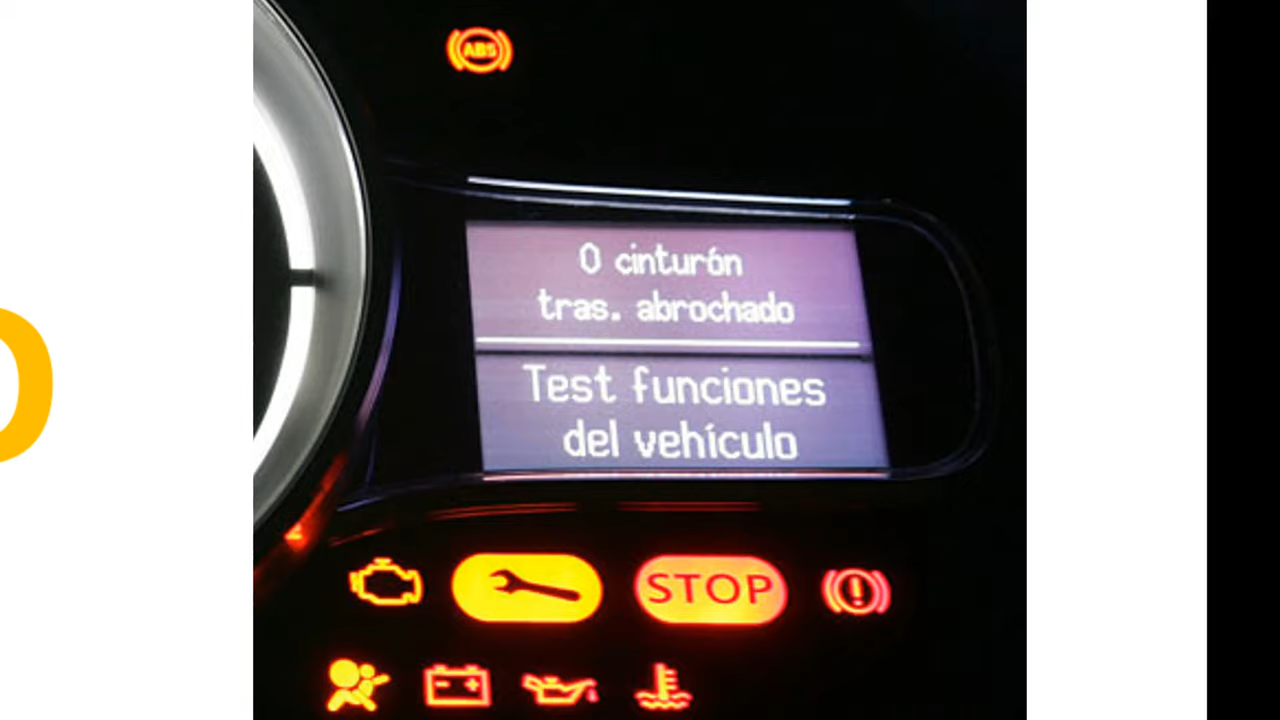 ABS
0 cinturón
tras. abrochado
Test funciones
del vehículo
STOP